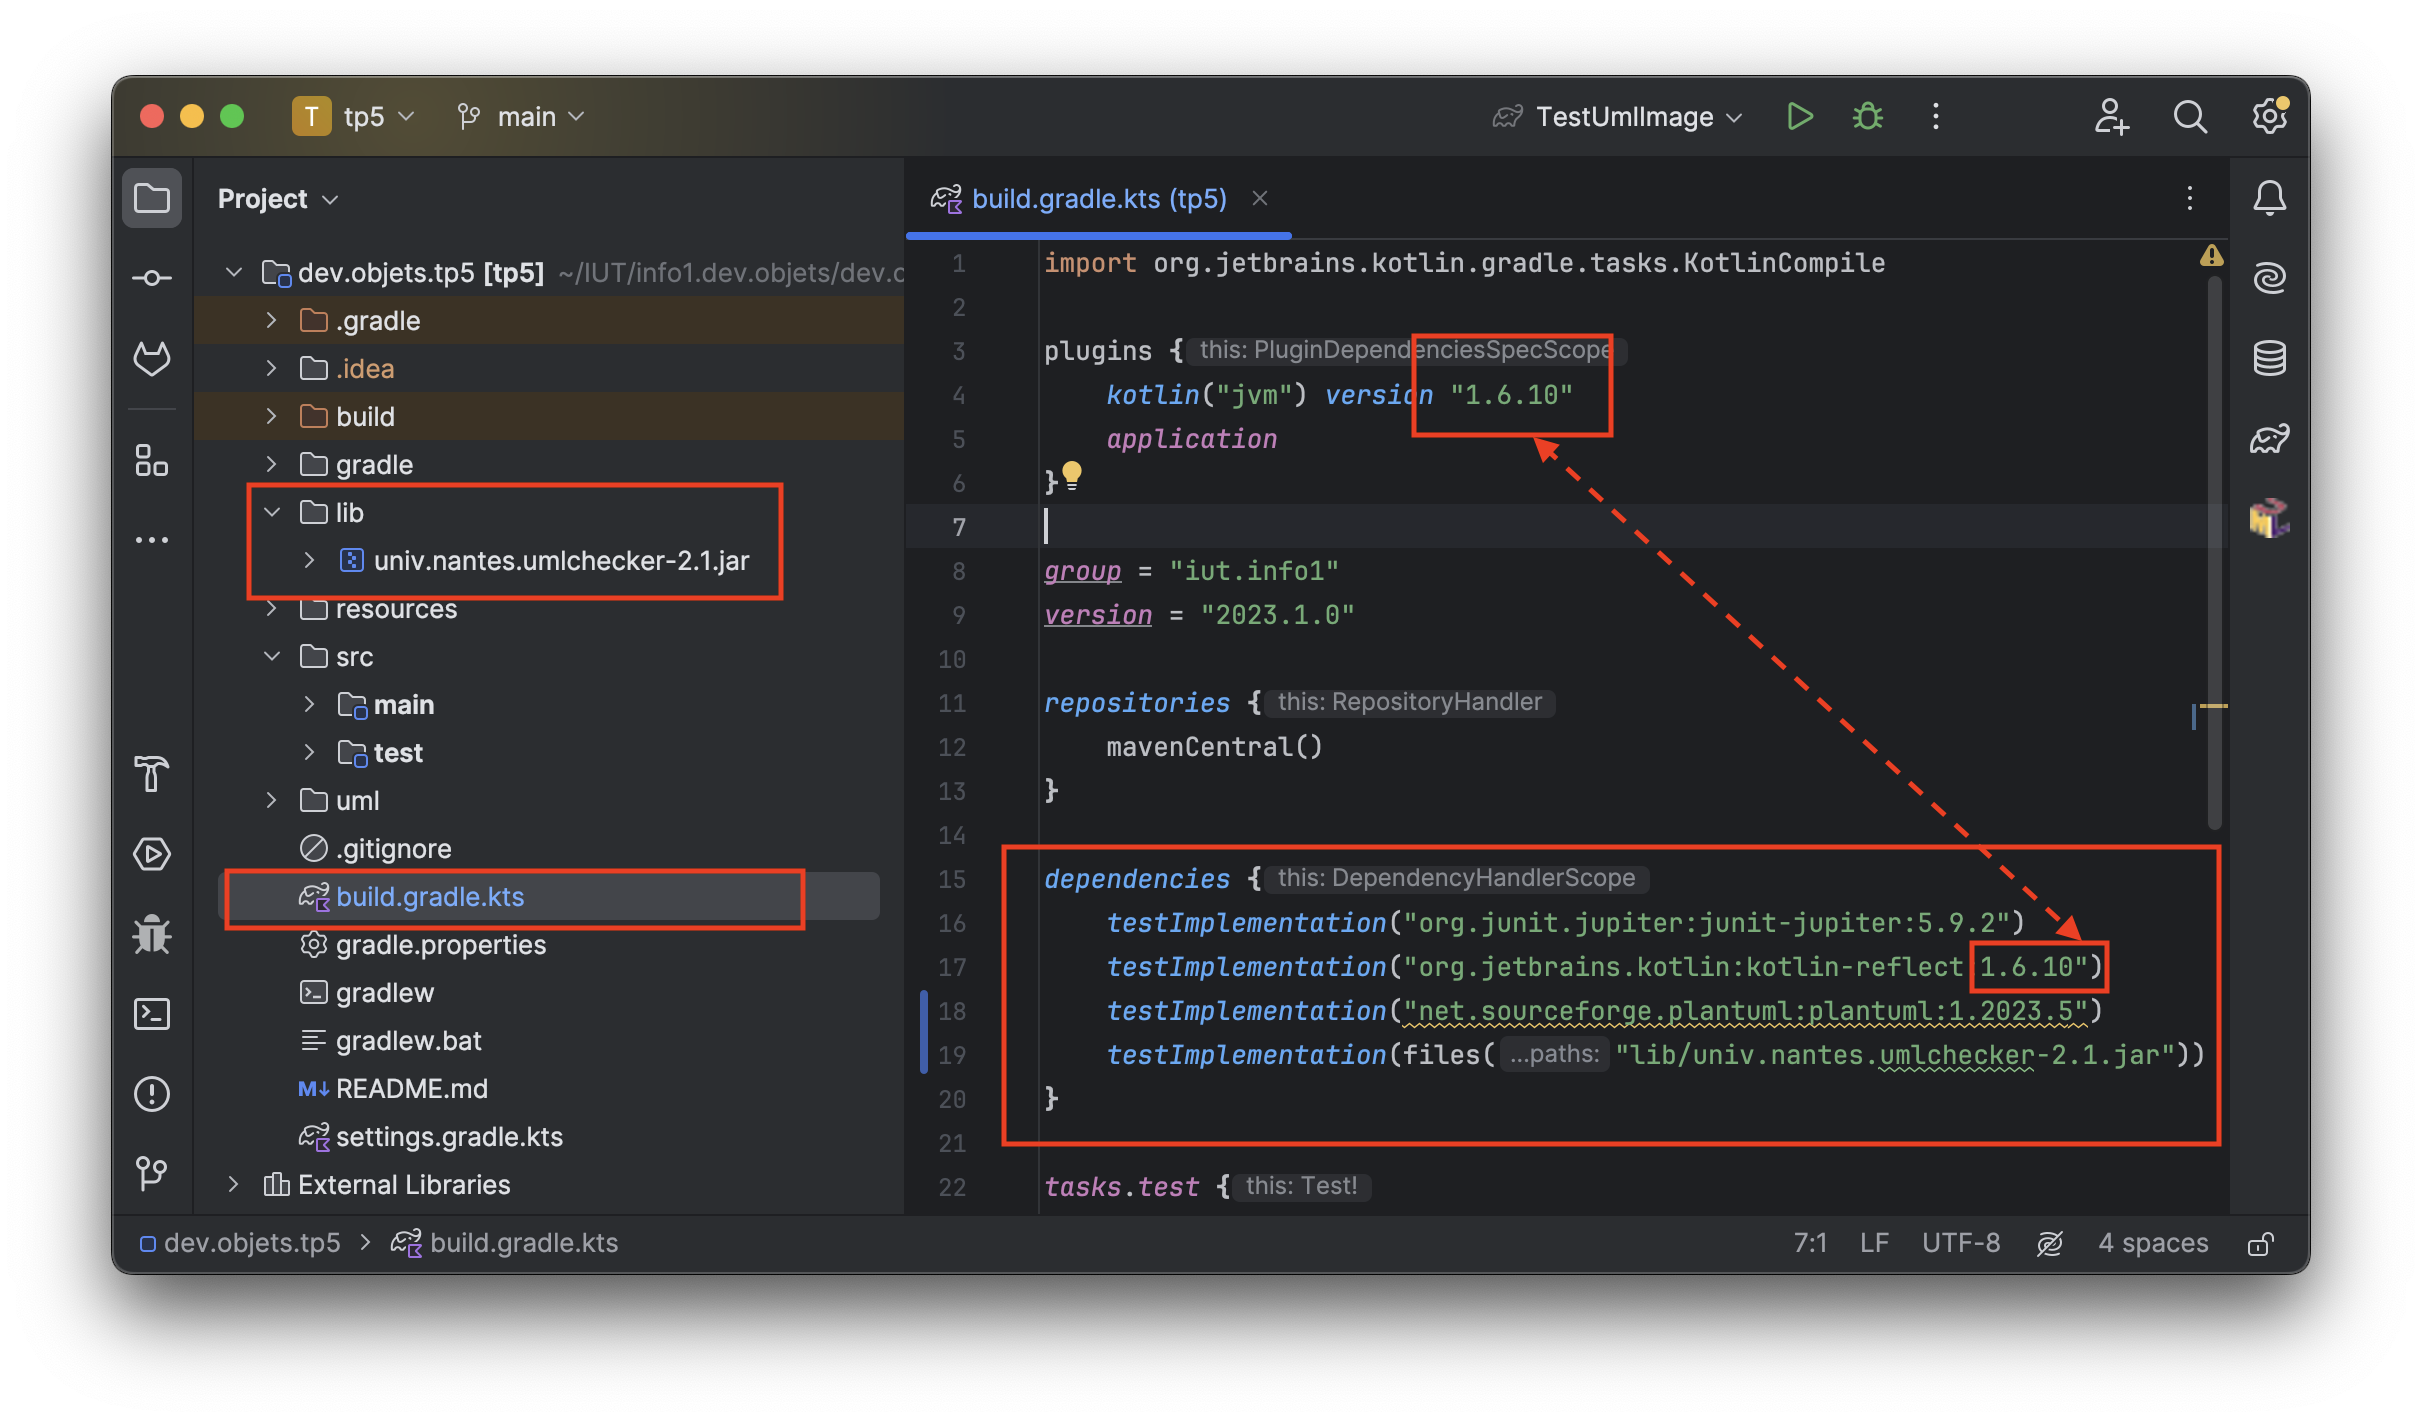 T tp5 main TestUmlImage
Project
dev.objets.tp5 [tp5] ~/IUT/info1.dev.objets/dev.o
.gradle
.idea
build
gradle
lib
univ.nantes.umlchecker-2.1.jar
resources
src
main
test
uml
.gitignore
build.gradle.kts
gradle.properties
gradlew
gradlew.bat
M↓ README.md
settings.gradle.kts
External Libraries
build.gradle.kts (tp5)
1 import org.jetbrains.kotlin.gradle.tasks.KotlinCompile
2
3 plugins { this: PluginDependenciesSpecScope
4 kotlin("jvm") version "1.6.10"
5 application
6 }
7
8 group = "iut.info1"
9 version = "2023.1.0"
10
11 repositories { this: RepositoryHandler
12 mavenCentral()
13 }
14
15 dependencies { this: DependencyHandlerScope
16 testImplementation("org.junit.jupiter:junit-jupiter:5.9.2")
17 testImplementation("org.jetbrains.kotlin:kotlin-reflect 1.6.10")
18 testImplementation("net.sourceforge.plantuml:plantuml:1.2023.5")
19 testImplementation(files( ...paths: "lib/univ.nantes.umlchecker-2.1.jar"))
20 }
21
22 tasks.test { this: Test!
dev.objets.tp5 > build.gradle.kts
7:1 LF UTF-8 4 spaces